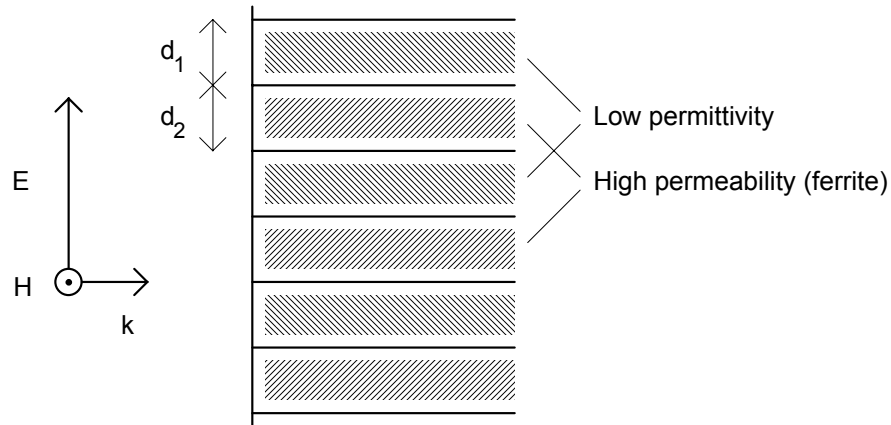 d1
d2
E
H
k
Low permittivity
High permeability (ferrite)